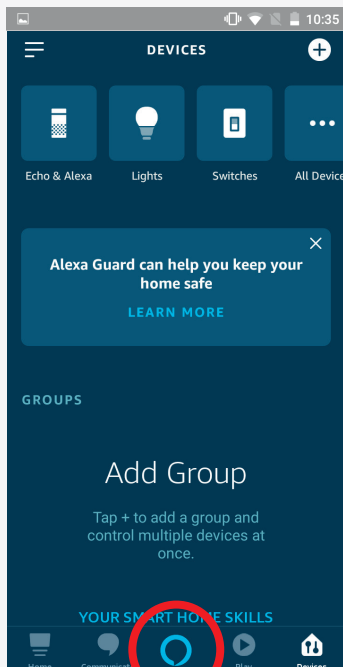 10:35
DEVICES
Echo & Alexa
Lights
Switches
All Device
Alexa Guard can help you keep your
home safe
LEARN MORE
GROUPS
Add Group
Tap + to add a group and
control multiple devices at
once.
YOUR SMART HOME SKILLS
Home
Communicat
Play
Devices